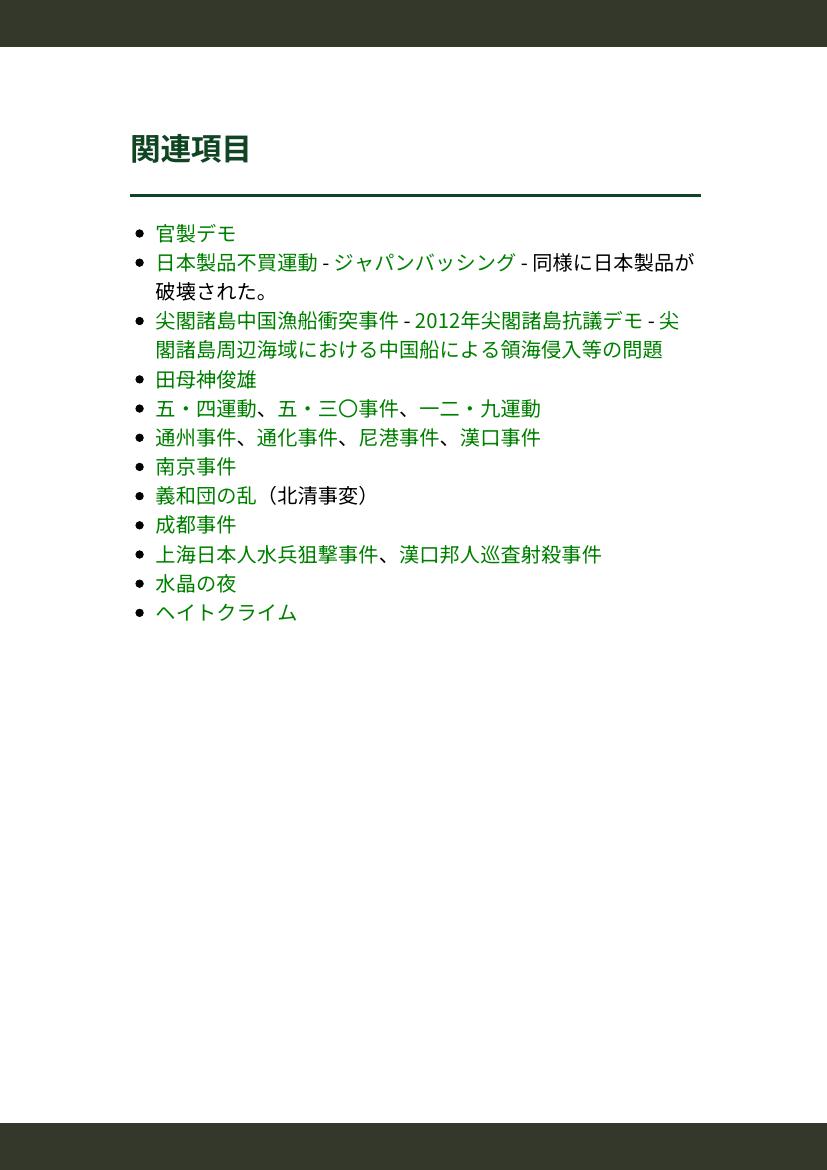 関連項目
官製デモ
日本製品不買運動 - ジャパンバッシング - 同様に日本製品が
破壊された。
尖閣諸島中国漁船衝突事件 - 2012年尖閣諸島抗議デモ - 尖
閣諸島周辺海域における中国船による領海侵入等の問題
田母神俊雄
五・四運動、五・三〇事件、一二・九運動
通州事件、通化事件、尼港事件、漢口事件
南京事件
義和団の乱（北清事変）
成都事件
上海日本人水兵狙撃事件、漢口邦人巡査射殺事件
水晶の夜
ヘイトクライム